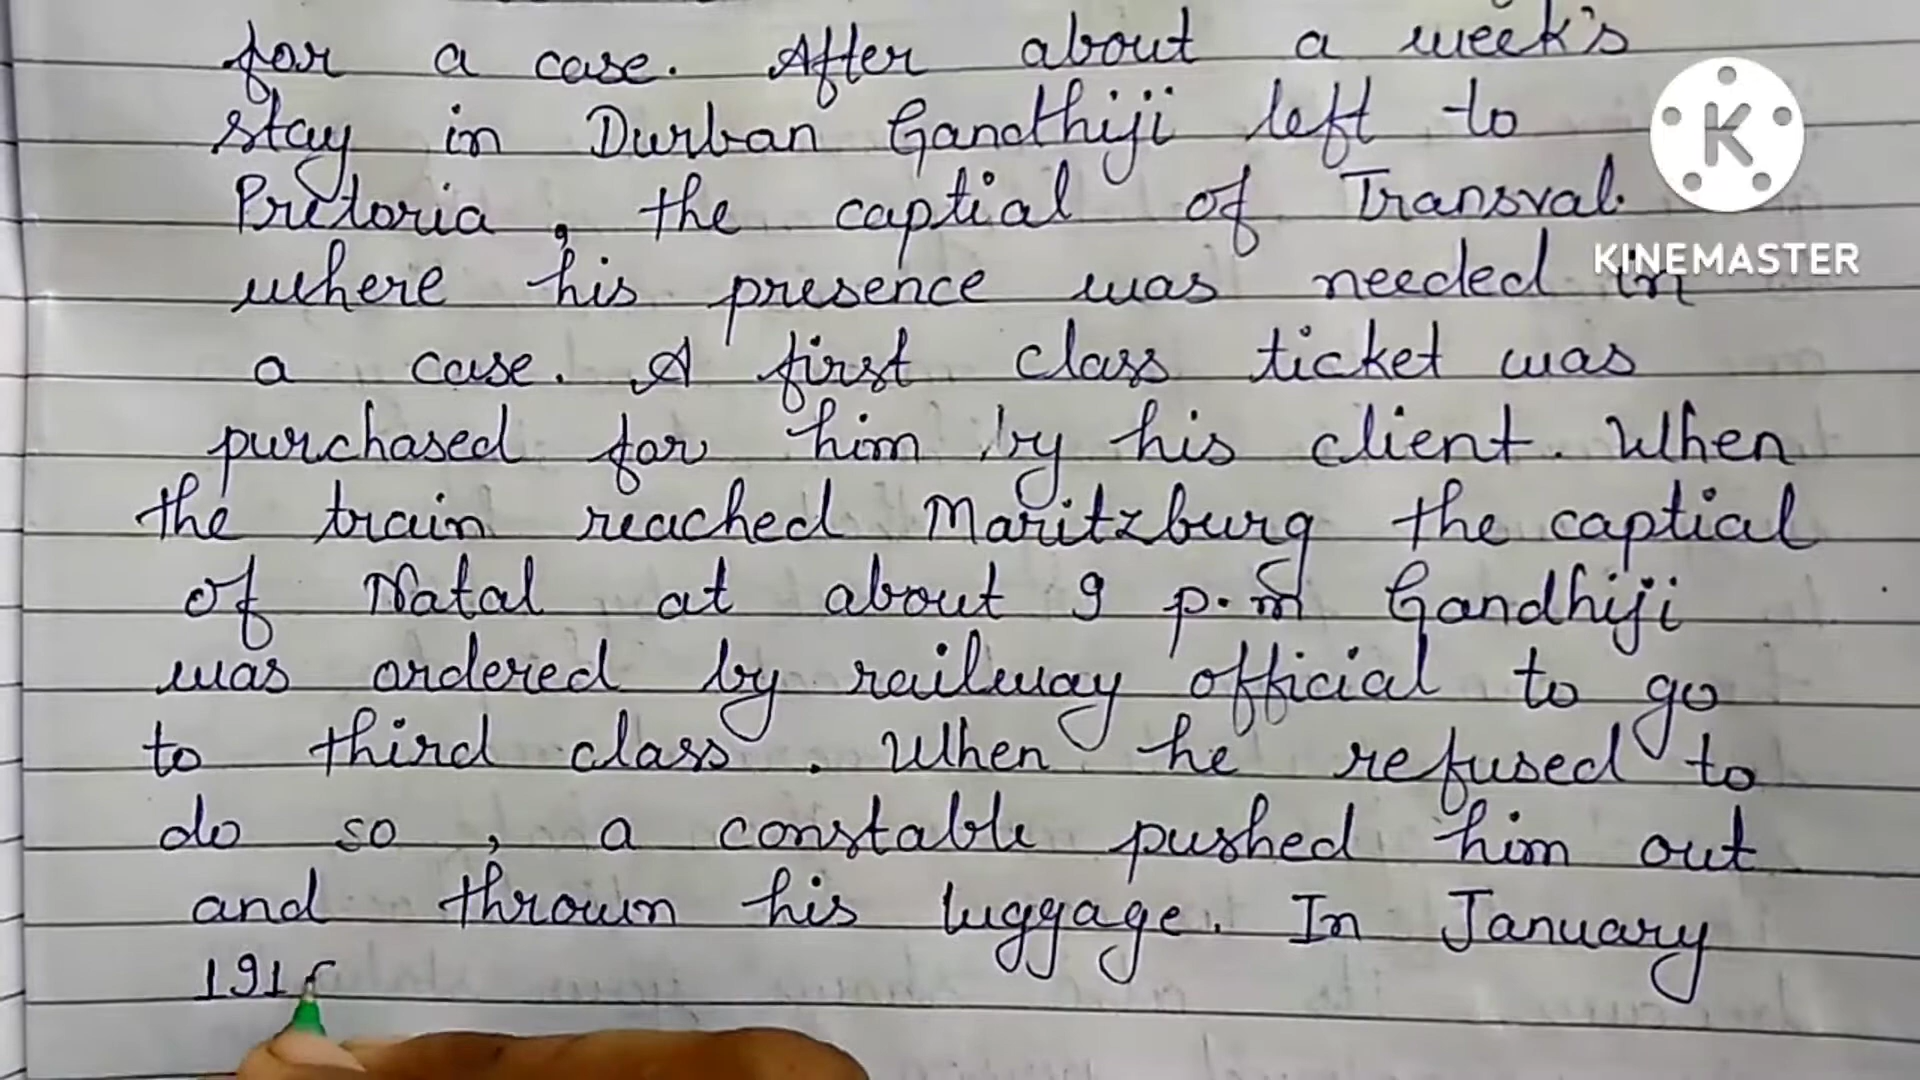 for a case. After about a week's
stay in Durban Gandhiji left to
Pretoria, the captial of Transval.
where his presence was needed in
a case. A first class ticket was
purchased for him by his client. When
the train reached Maritzburg the captial
of Natal at about 9 p.m Gandhiji
was ordered by railway official to go
to third class. When he refused to
do so, a constable pushed him out
and thrown his luggage. In January
K
KINEMASTER